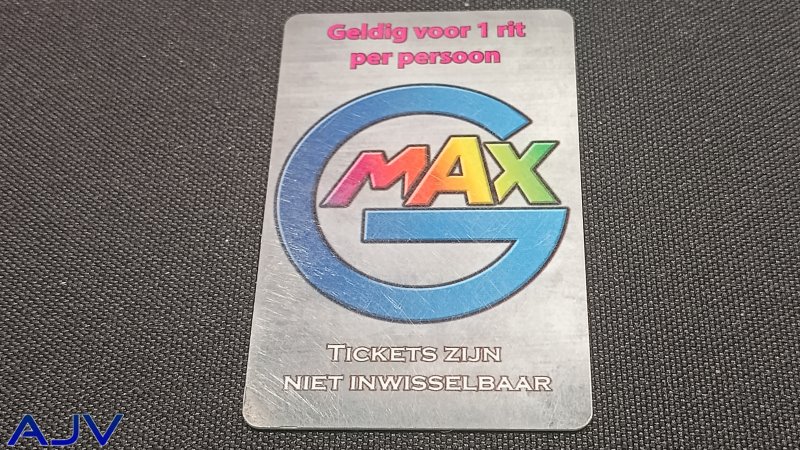 Geldig voor 1 rit
per persoon
G
MAX
TICKETS ZIJN
NIET INWISSELBAAR
AJV